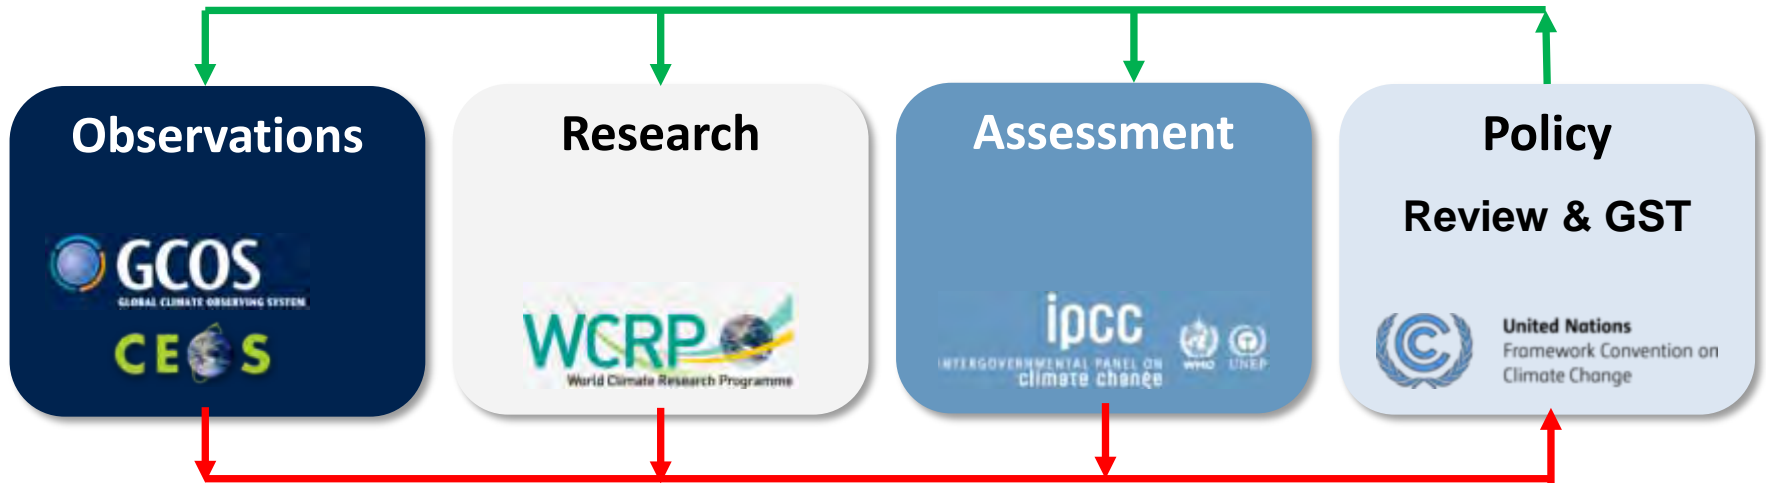 Observations
GCOS
GLOBAL CLIMATE OBSERVING SYSTEM
CEOS
Research
WCRP
World Climate Research Programme
Assessment
ipcc
INTERGOVERNMENTAL PANEL ON
climate change
WMO
UNEP
Policy
Review & GST
United Nations
Framework Convention on
Climate Change